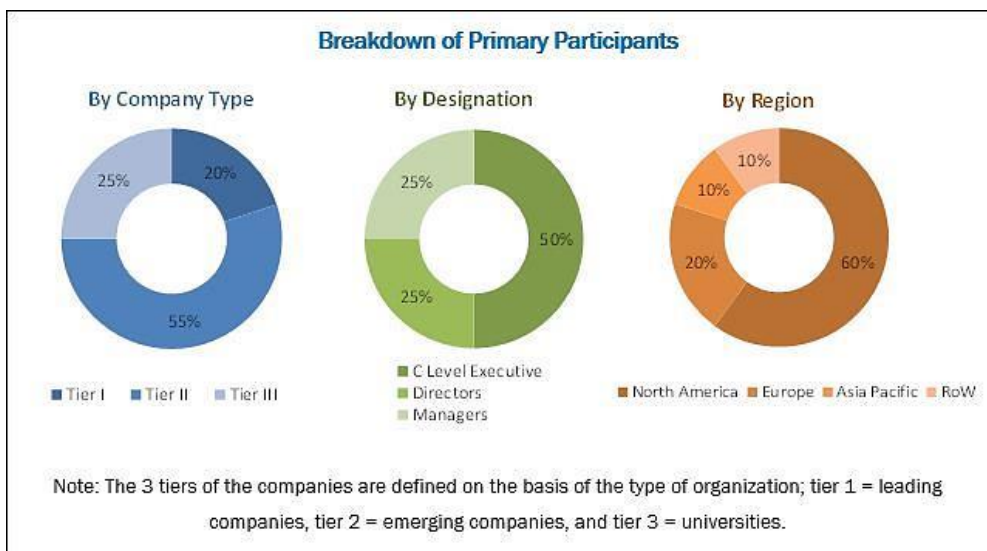 Breakdown of Primary Participants
By Company Type
25%
20%
55%
Tier I Tier II Tier III
By Designation
25%
50%
25%
C Level Executive
Directors
Managers
By Region
10%
10%
20%
60%
North America Europe Asia Pacific RoW
Note: The 3 tiers of the companies are defined on the basis of the type of organization; tier 1 = leading
companies, tier 2 = emerging companies, and tier 3 = universities.